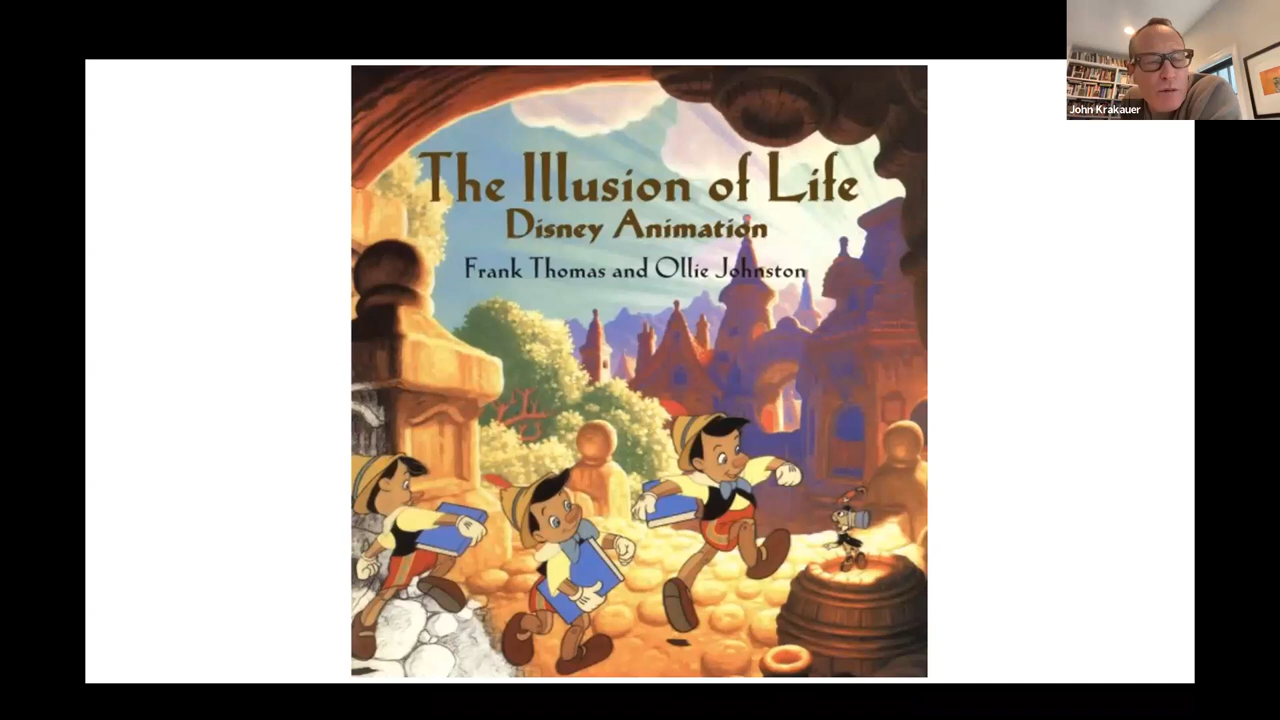 The Illusion of Life
Disney Animation
Frank Thomas and Ollie Johnston
John Krakauer